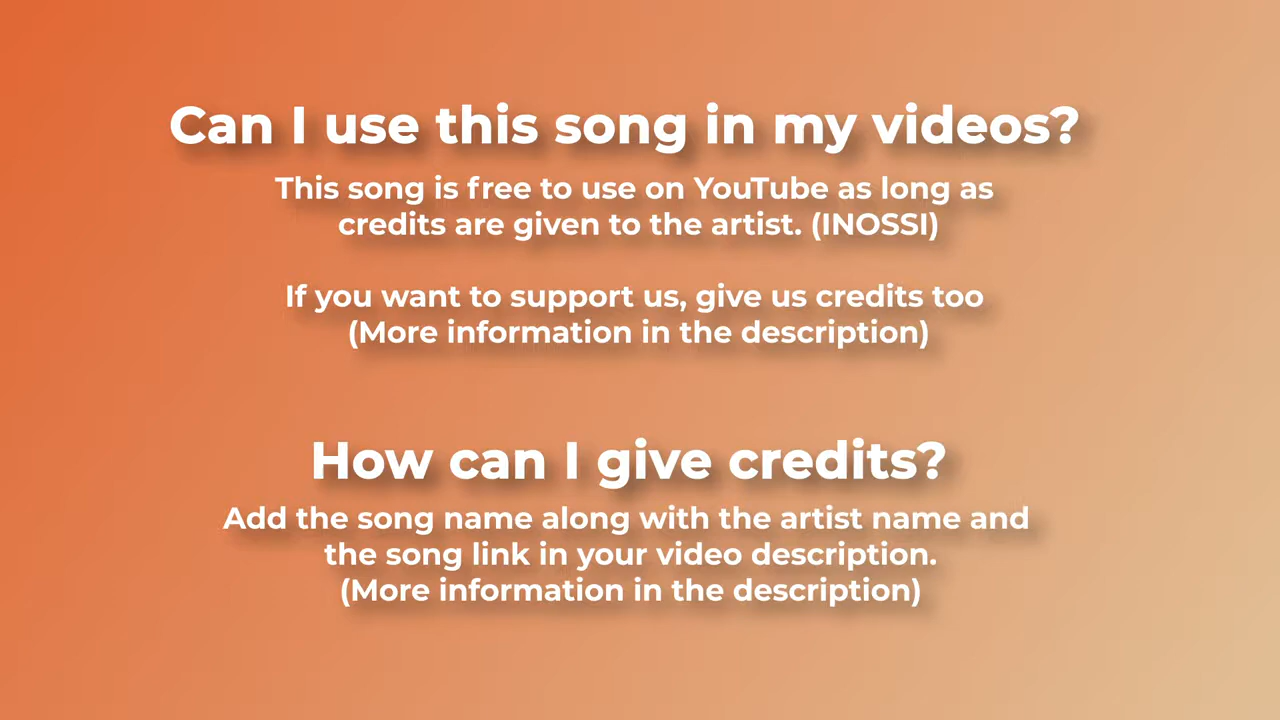 Can I use this song in my videos?
This song is free to use on YouTube as long as
credits are given to the artist. (INOSSI)
If you want to support us, give us credits too
(More information in the description)
How can I give credits?
Add the song name along with the artist name and
the song link in your video description.
(More information in the description)